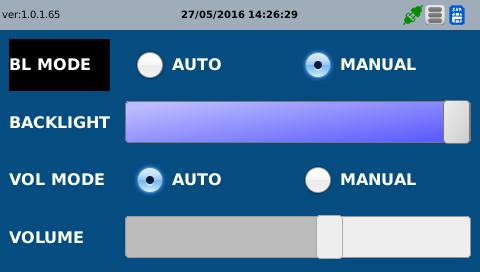 ver:1.0.1.65 27/05/2016 14:26:29
BL MODE AUTO MANUAL
BACKLIGHT
VOL MODE AUTO MANUAL
VOLUME